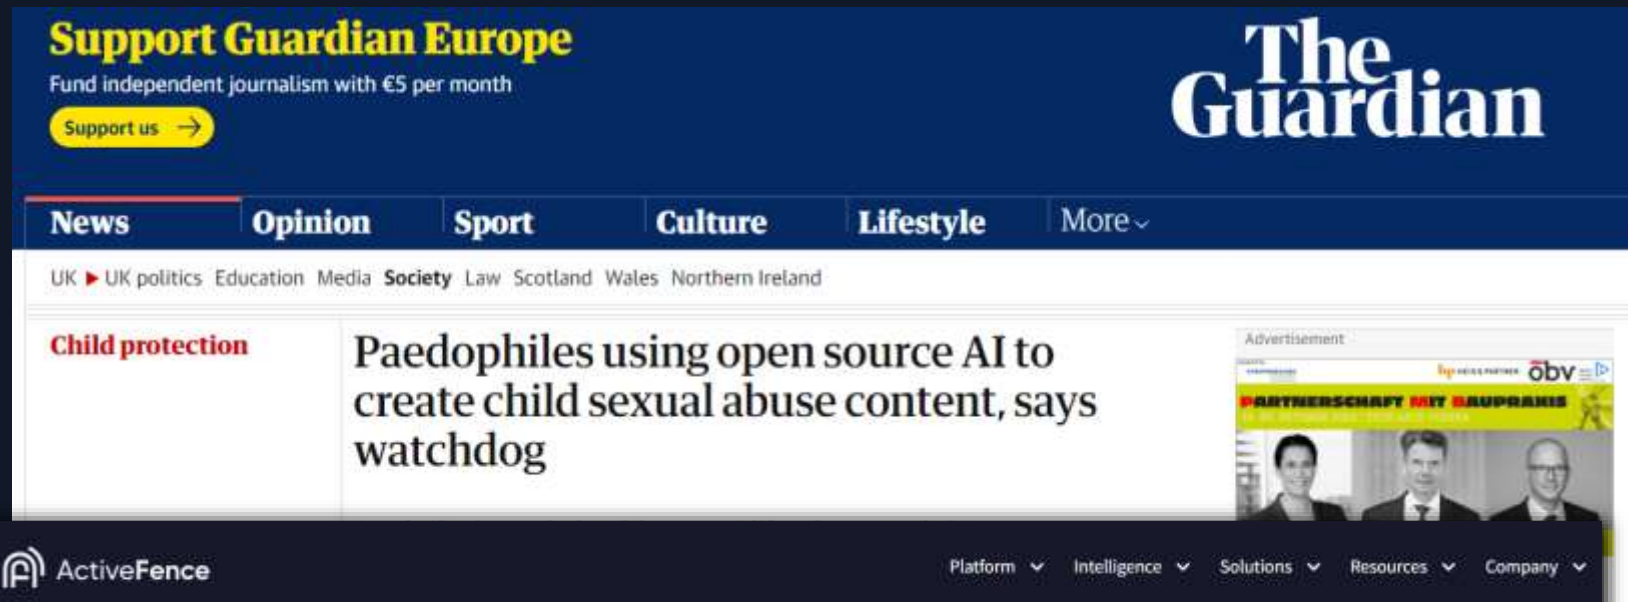 Support Guardian Europe
Fund independent journalism with €5 per month
Support us
The
Guardian
News Opinion Sport Culture Lifestyle More
UK UK politics Education Media Society Law Scotland Wales Northern Ireland
Child protection
Paedophiles using open source AI to
create child sexual abuse content, says
watchdog
Advertisement
öbv
PARTNERSCHAFT MIT BAUPRAXIS
ActiveFence
Platform Intelligence Solutions Resources Company